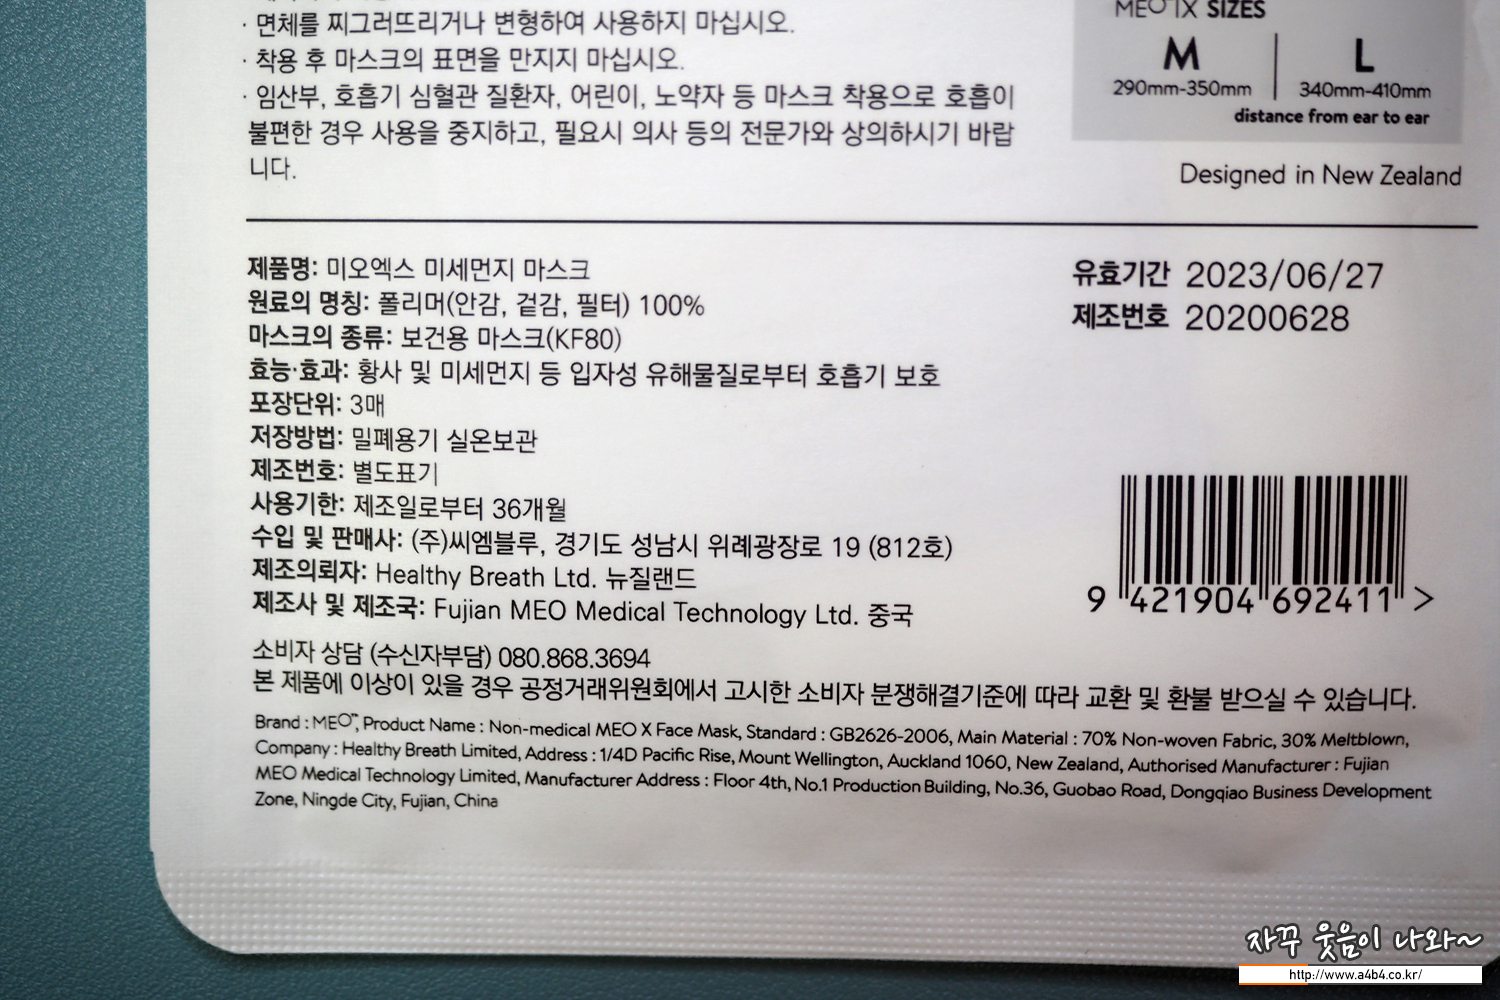 · 면체를 찌그러뜨리거나 변형하여 사용하지 마십시오.
· 착용 후 마스크의 표면을 만지지 마십시오.
· 임산부, 호흡기 심혈관 질환자, 어린이, 노약자 등 마스크 착용으로 호흡이
불편한 경우 사용을 중지하고, 필요시 의사 등의 전문가와 상의하시기 바랍
니다.
MEO X SIZES
M L
290mm-350mm 340mm-410mm
distance from ear to ear
Designed in New Zealand
제품명: 미오엑스 미세먼지 마스크
원료의 명칭: 폴리머(안감, 겉감, 필터) 100%
마스크의 종류: 보건용 마스크(KF80)
효능·효과: 황사 및 미세먼지 등 입자성 유해물질로부터 호흡기 보호
포장단위: 3매
저장방법: 밀폐용기 실온보관
제조번호: 별도표기
사용기한: 제조일로부터 36개월
수입 및 판매사: (주)씨엠블루, 경기도 성남시 위례광장로 19 (812호)
제조의뢰자: Healthy Breath Ltd. 뉴질랜드
제조사 및 제조국: Fujian MEO Medical Technology Ltd. 중국
유효기간 2023/06/27
제조번호 20200628
9 421904 692411 >
소비자 상담 (수신자부담) 080.868.3694
본 제품에 이상이 있을 경우 공정거래위원회에서 고시한 소비자 분쟁해결기준에 따라 교환 및 환불 받으실 수 있습니다.
Brand : MEO™, Product Name : Non-medical MEO X Face Mask, Standard : GB2626-2006, Main Material : 70% Non-woven Fabric, 30% Meltblown,
Company : Healthy Breath Limited, Address : 1/4D Pacific Rise, Mount Wellington, Auckland 1060, New Zealand, Authorised Manufacturer : Fujian
MEO Medical Technology Limited, Manufacturer Address : Floor 4th, No.1 Production Building, No.36, Guobao Road, Dongqiao Business Development
Zone, Ningde City, Fujian, China
자꾸 웃음이 나와~
http://www.a4b4.co.kr/